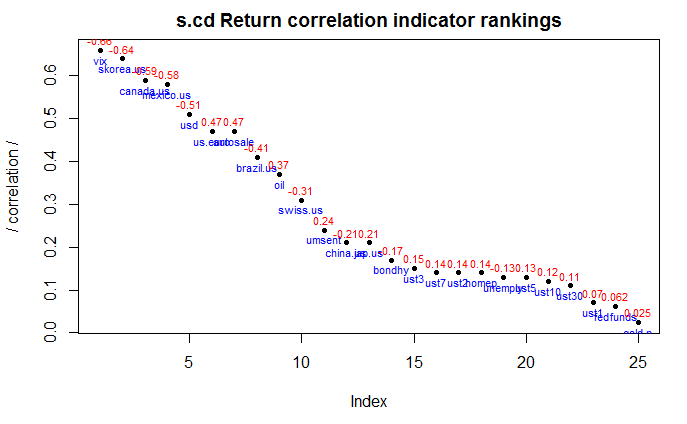 s.cd Return correlation indicator rankings
/ correlation /
0.6
0.5
0.4
0.3
0.2
0.1
0.0
-0.66
vix
-0.64
skorea.us
-0.59
canada.us
-0.58
mexico.us
-0.51
usd
0.47
us.euro
0.47
autosale
-0.41
brazil.us
0.37
oil
-0.31
swiss.us
0.24
umsent
-0.21
china.us
0.21
jap.us
-0.17
bondhy
0.15
ust3
0.14
ust7
0.14
ust2
0.14
homep
-0.13
unemply
0.13
ust5
0.12
ust10
0.11
ust30
0.07
ust1
0.062
fedfunds
0.025
5
10
15
20
25
Index